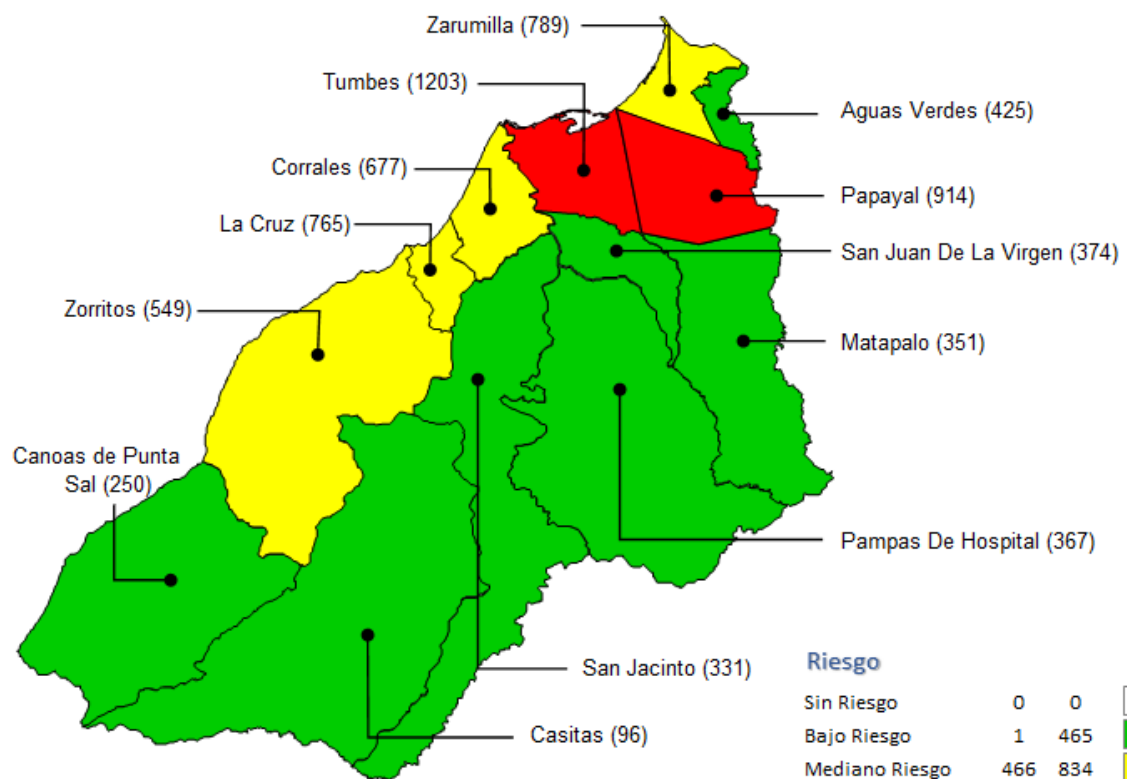 Zarumilla (789)
Tumbes (1203)
Aguas Verdes (425)
Corrales (677)
Papayal (914)
La Cruz (765)
San Juan De La Virgen (374)
Zorritos (549)
Matapalo (351)
Canoas de Punta
Sal (250)
Pampas De Hospital (367)
San Jacinto (331)
Casitas (96)
Riesgo
Sin Riesgo 0 0
Bajo Riesgo 1 465
Mediano Riesgo 466 834